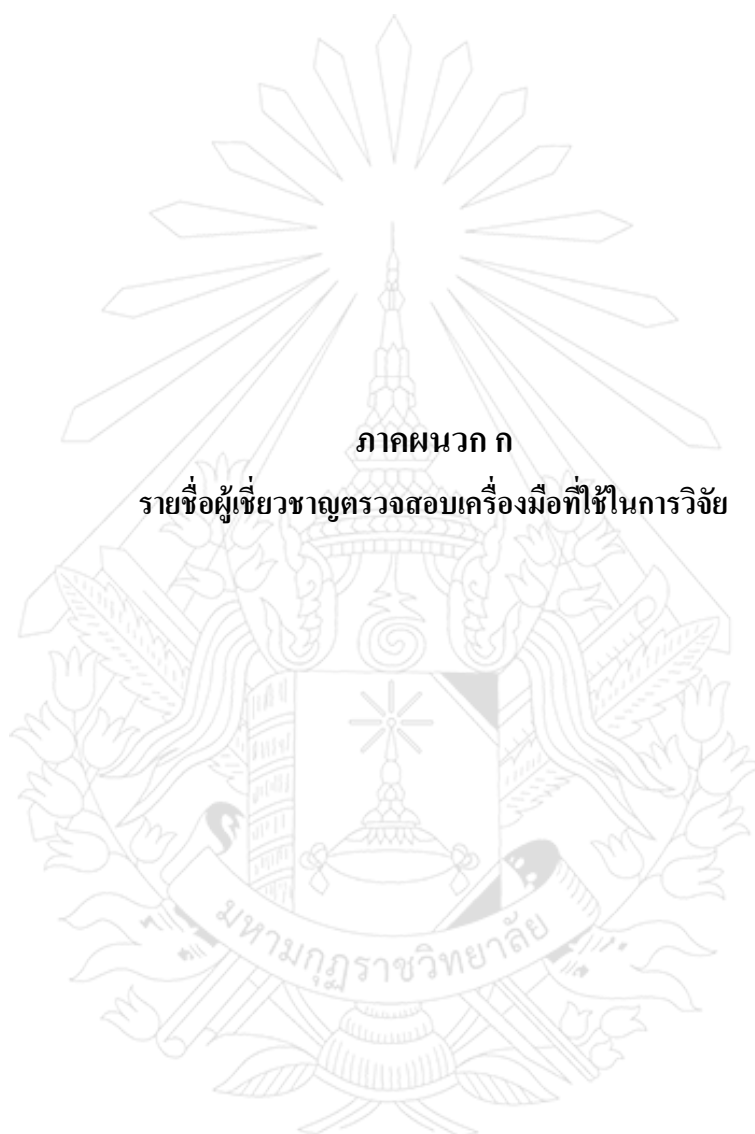 ภาคผนวก ก
รายชื่อผู้เชี่ยวชาญตรวจสอบเครื่องมือที่ใช้ในการวิจัย
มหามกุฏราชวิทยาลัย